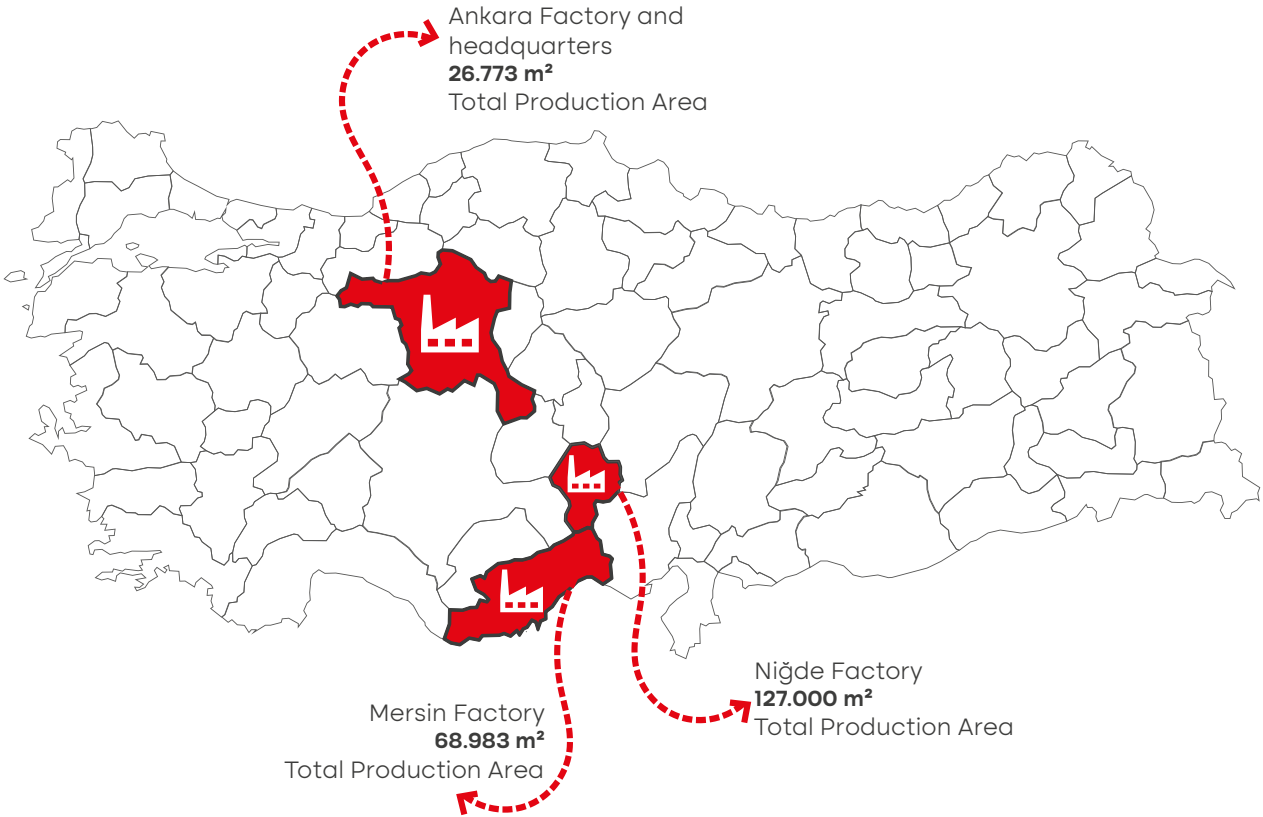 Ankara Factory and
headquarters
26.773 m²
Total Production Area
Niğde Factory
127.000 m²
Total Production Area
Mersin Factory
68.983 m²
Total Production Area